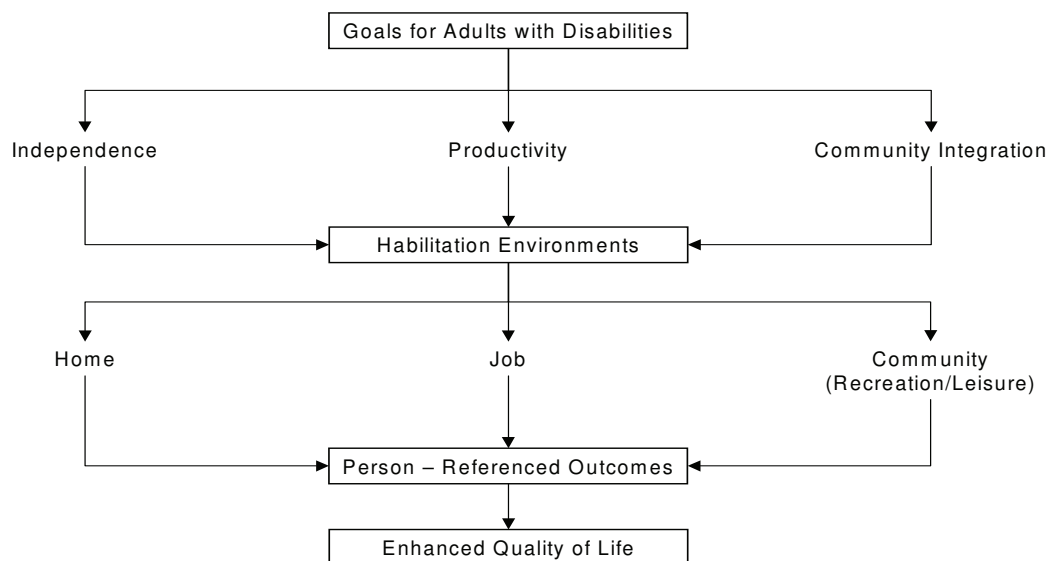 Goals for Adults with Disabilities
Independence
Productivity
Community Integration
Habilitation Environments
Home
Job
Community
(Recreation/Leisure)
Person – Referenced Outcomes
Enhanced Quality of Life